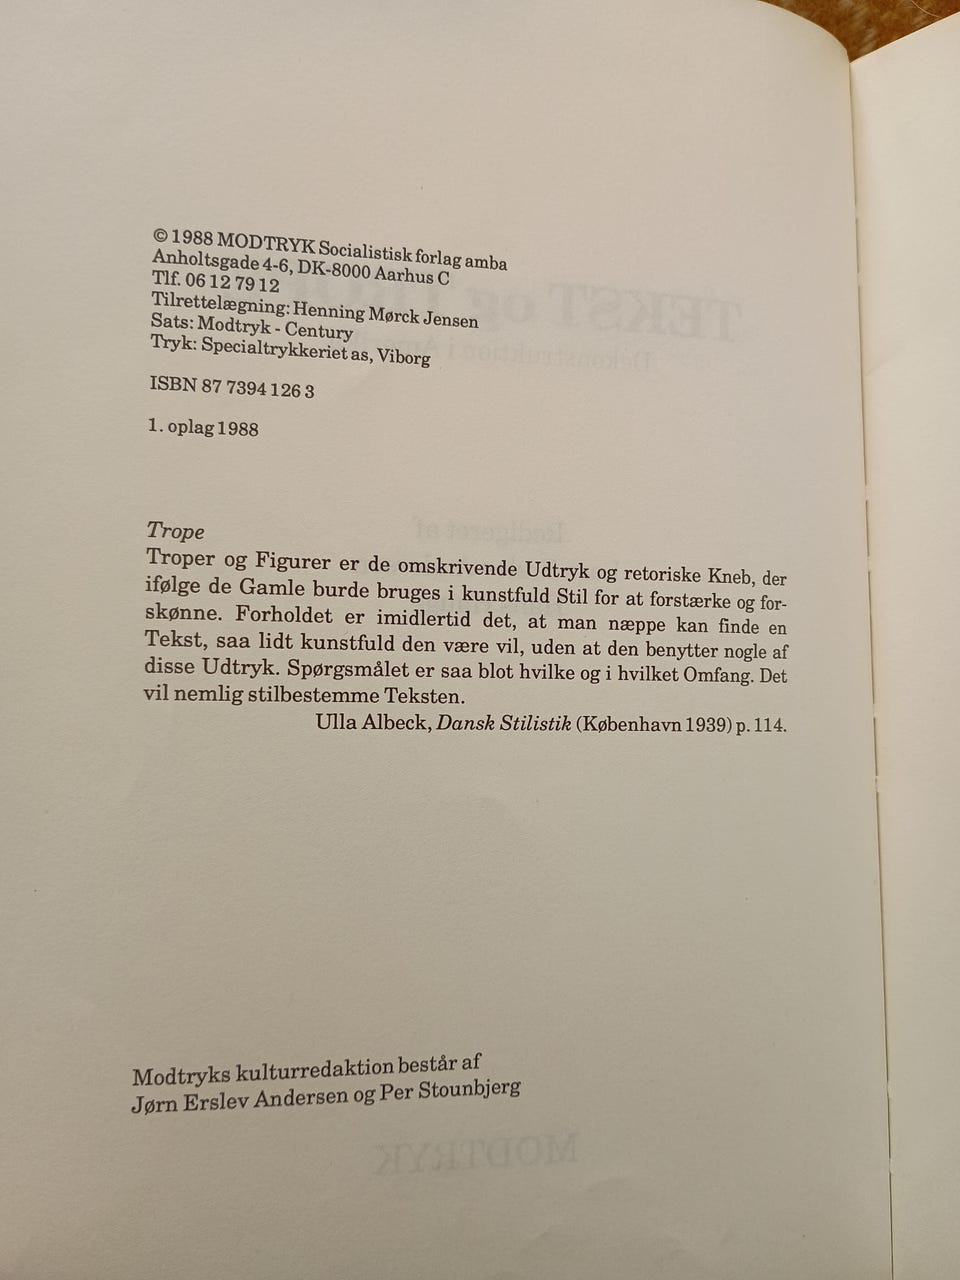 © 1988 MODTRYK Socialistisk forlag amba
Anholtsgade 4-6, DK-8000 Aarhus C
Tlf. 06 12 79 12
Tilrettelægning: Henning Mørck Jensen
Sats: Modtryk - Century
Tryk: Specialtrykkeriet as, Viborg
ISBN 87 7394 126 3
1. oplag 1988
Trope
Troper og Figurer er de omskrivende Udtryk og retoriske Kneb, der
ifølge de Gamle burde bruges i kunstfuld Stil for at forstærke og for-
skønne. Forholdet er imidlertid det, at man næppe kan finde en
Tekst, saa lidt kunstfuld den være vil, uden at den benytter nogle af
disse Udtryk. Spørgsmålet er saa blot hvilke og i hvilket Omfang. Det
vil nemlig stilbestemme Teksten.
Ulla Albeck, Dansk Stilistik (København 1939) p. 114.
Modtryks kulturredaktion består af
Jørn Erslev Andersen og Per Stounbjerg
MODTRYK